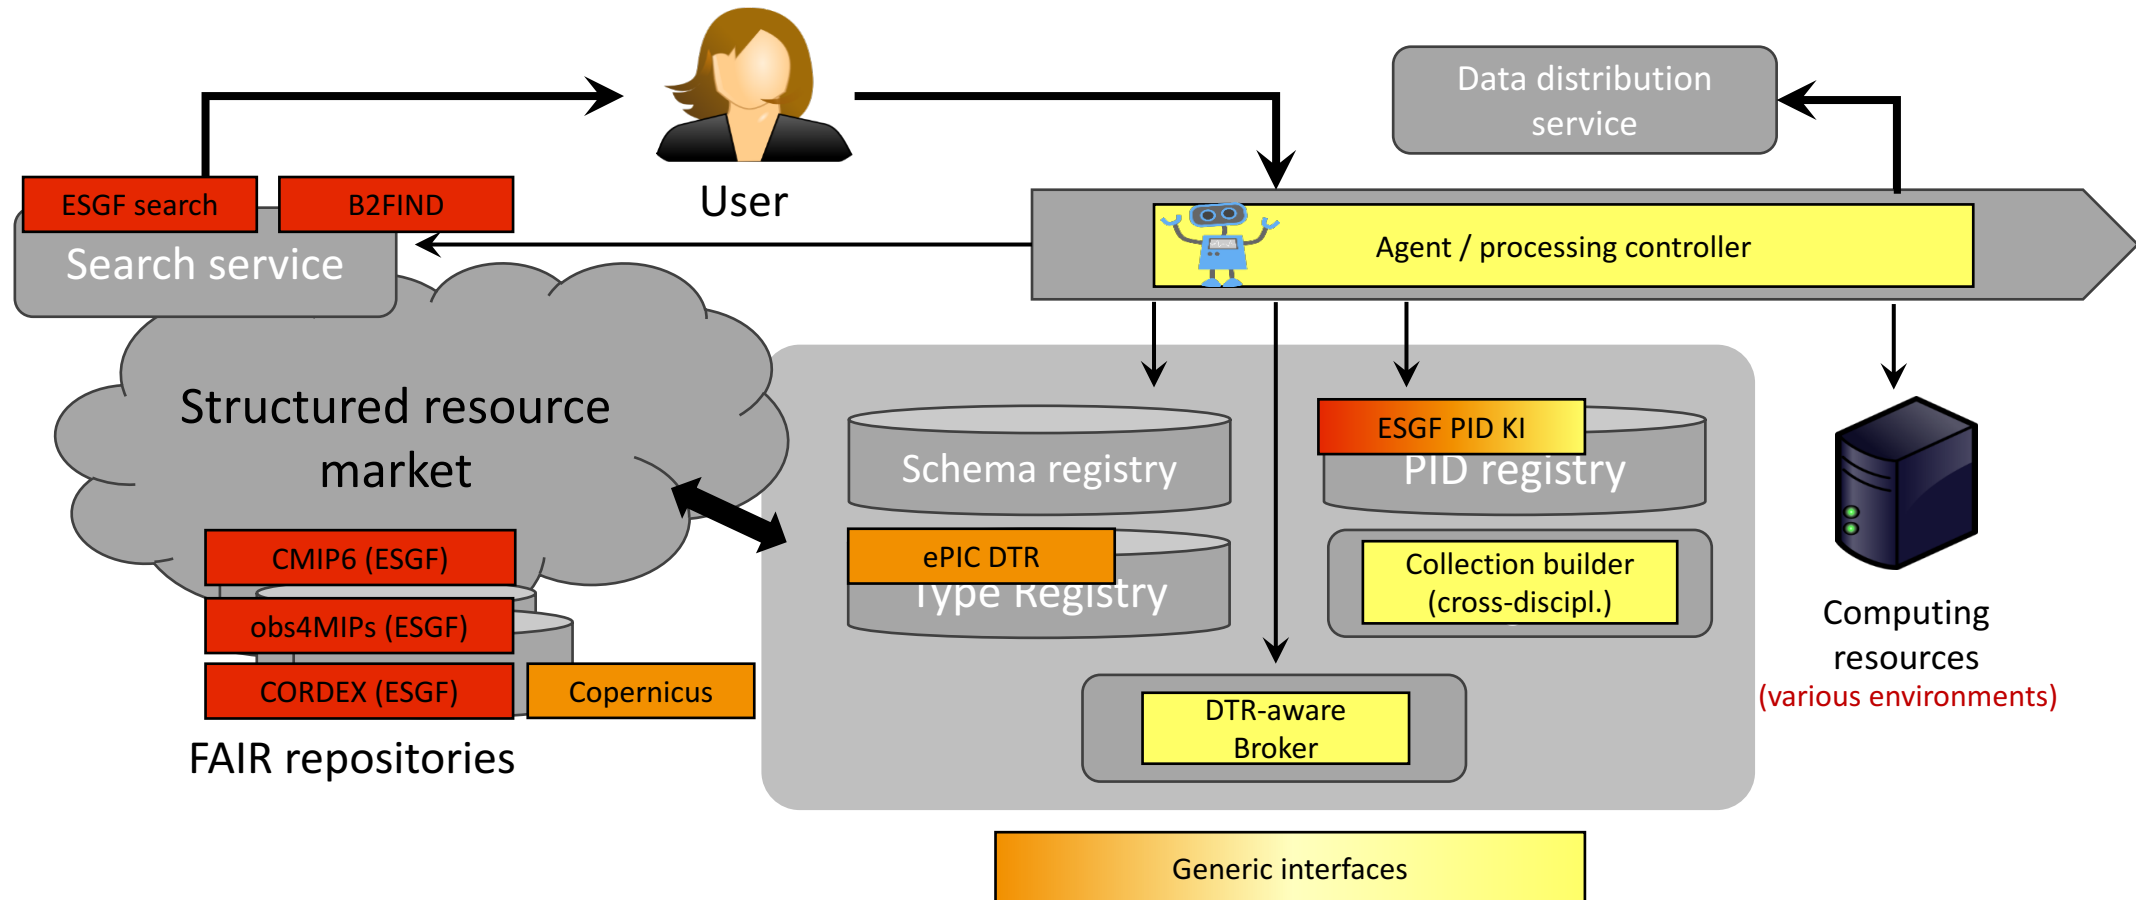 Data distribution
service
ESGF search
B2FIND
User
Search service
Agent / processing controller
Structured resource
market
ESGF PID KI
Schema registry
PID registry
CMIP6 (ESGF)
ePIC DTR
Type Registry
Collection builder
(cross-discipl.)
obs4MIPs (ESGF)
Computing
resources
(various environments)
CORDEX (ESGF)
Copernicus
DTR-aware
Broker
FAIR repositories
Generic interfaces